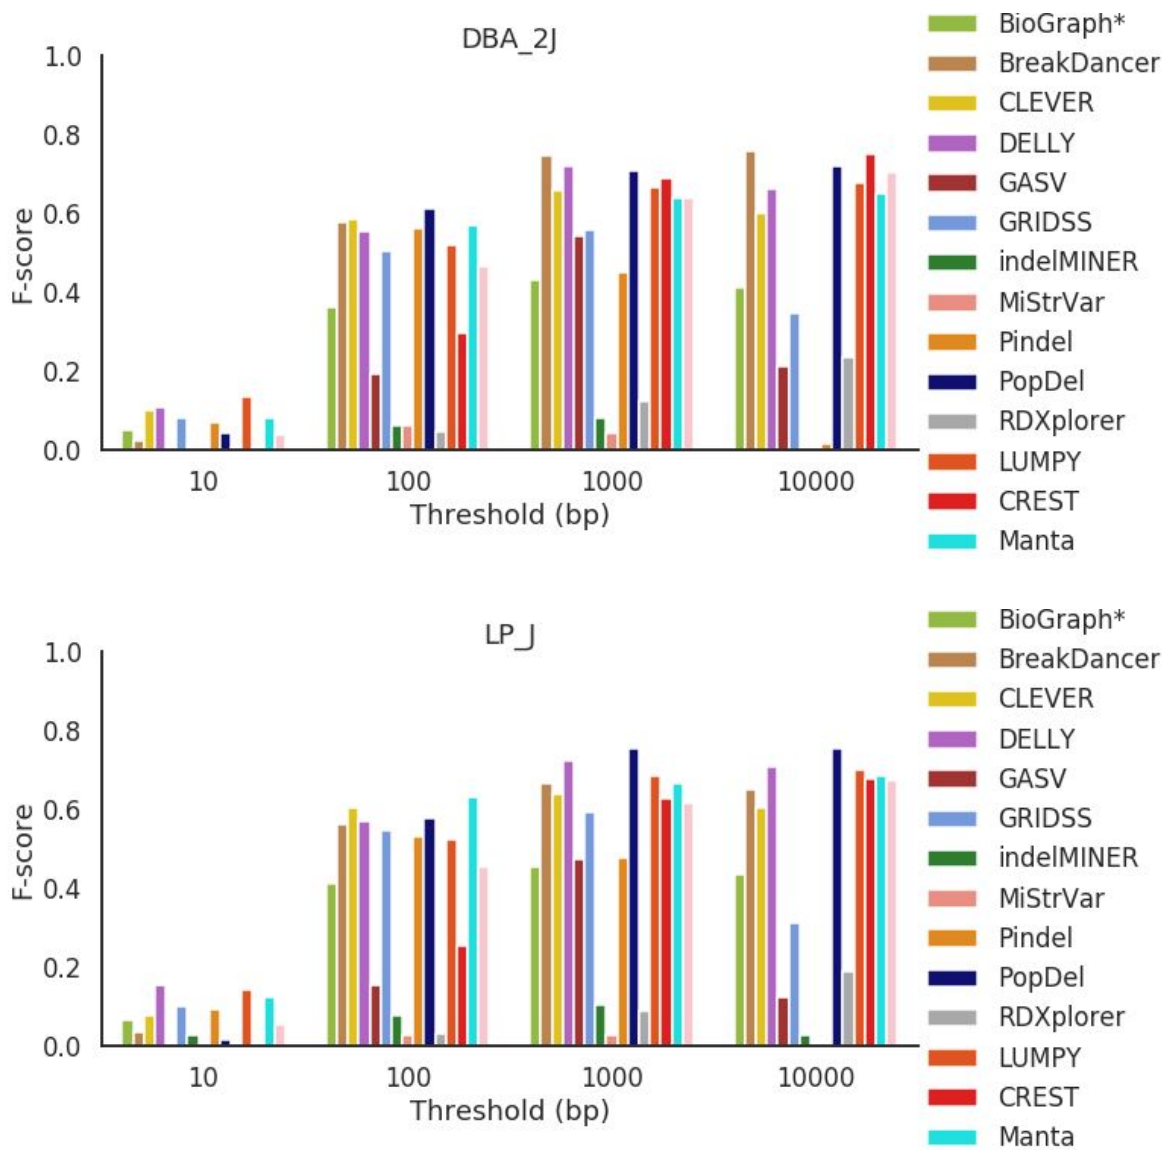 DBA_2J
1.0
0.8
0.6
0.4
0.2
0.0
F-score
10 100 1000 10000
Threshold (bp)
BioGraph*
BreakDancer
CLEVER
DELLY
GASV
GRIDSS
indelMINER
MiStrVar
Pindel
PopDel
RDXplorer
LUMPY
CREST
Manta
LP_J
1.0
0.8
0.6
0.4
0.2
0.0
F-score
10 100 1000 10000
Threshold (bp)
BioGraph*
BreakDancer
CLEVER
DELLY
GASV
GRIDSS
indelMINER
MiStrVar
Pindel
PopDel
RDXplorer
LUMPY
CREST
Manta